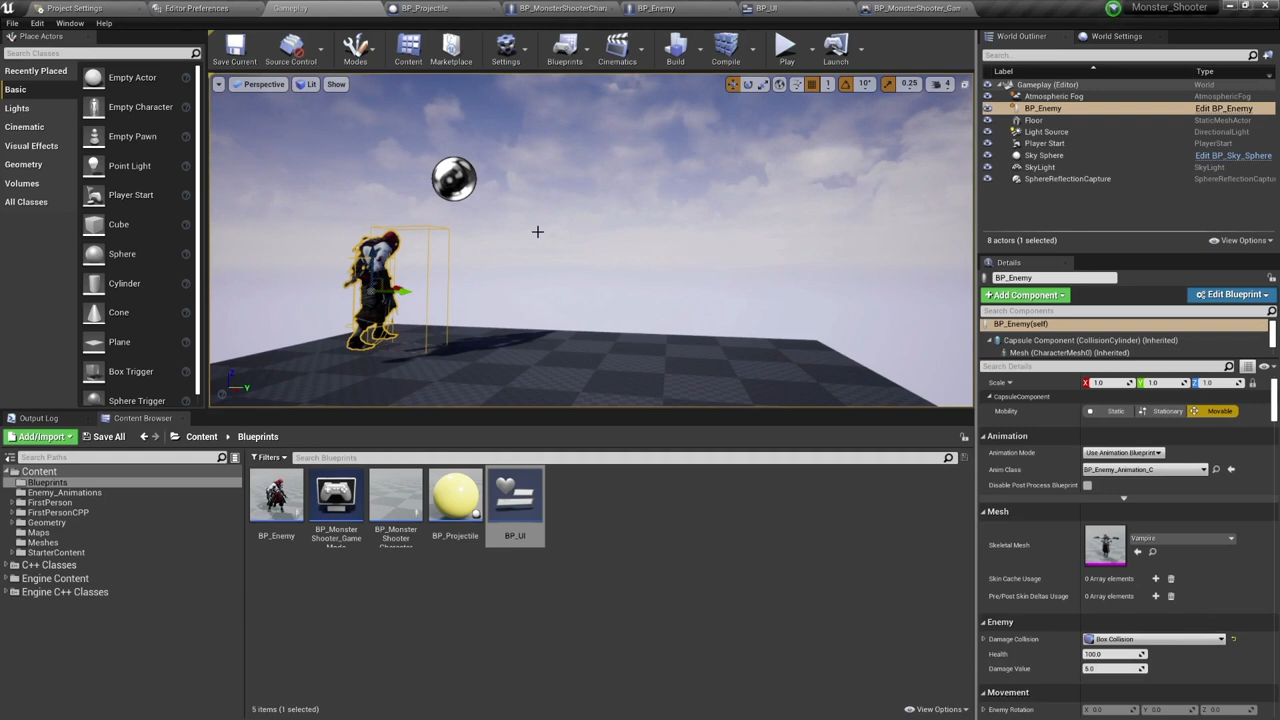 Project Settings
Editor Preferences
Gameplay
BP_Projectile
BP_MonsterShooterChara
BP_Enemy
BP_UI
BP_MonsterShooter_Gam
Monster_Shooter
File
Edit
Window
Help
Place Actors
Search Classes
Recently Placed
Basic
Lights
Cinematic
Visual Effects
Geometry
Volumes
All Classes
Empty Actor
Empty Character
Empty Pawn
Point Light
Player Start
Cube
Sphere
Cylinder
Cone
Plane
Box Trigger
Sphere Trigger
Save Current
Source Control
Modes
Content
Marketplace
Settings
Blueprints
Cinematics
Build
Compile
Play
Launch
Perspective
Lit
Show
1
10°
0.25
4
Z
Y
World Outliner
World Settings
Search...
Label
Type
Gameplay (Editor)
World
Atmospheric Fog
AtmosphericFog
BP_Enemy
Edit BP_Enemy
Floor
StaticMeshActor
Light Source
DirectionalLight
Player Start
PlayerStart
Sky Sphere
Edit BP_Sky_Sphere
SkyLight
SkyLight
SphereReflectionCapture
SphereReflectionCaptu
8 actors (1 selected)
View Options
Details
BP_Enemy
Add Component
Edit Blueprint
Search Components
BP_Enemy(self)
Capsule Component (CollisionCylinder) (Inherited)
Mesh (CharacterMesh0) (Inherited)
Search Details
Scale
X 1.0
Y 1.0
Z 1.0
CapsuleComponent
Mobility
Static
Stationary
Movable
Animation
Animation Mode
Use Animation Blueprint
Anim Class
BP_Enemy_Animation_C
Disable Post Process Blueprint
Mesh
Skeletal Mesh
Vampire
Skin Cache Usage
0 Array elements
Pre/Post Skin Deltas Usage
0 Array elements
Enemy
Damage Collision
Box Collision
Health
100.0
Damage Value
5.0
Movement
Enemy Rotation
X 0.0
Y 0.0
Z 0.0
Output Log
Content Browser
Add/Import
Save All
Content
Blueprints
Search Paths
Filters
Search Blueprints
Content
Blueprints
Enemy_Animations
FirstPerson
FirstPersonCPP
Geometry
Maps
Meshes
StarterContent
C++ Classes
Engine Content
Engine C++ Classes
BP_Enemy
BP_Monster
Shooter_Game
Mode
BP_Monster
Shooter
Character
BP_Projectile
BP_UI
5 items (1 selected)
View Options